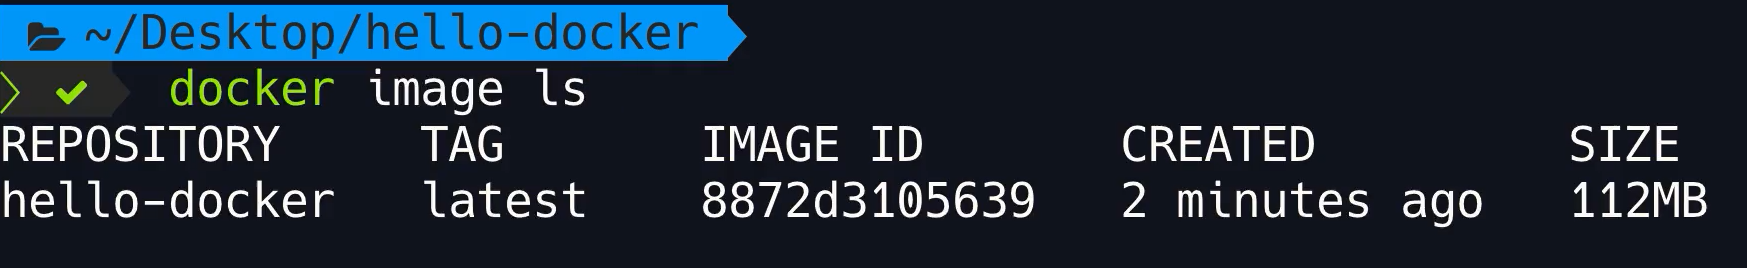 ~/Desktop/hello-docker
docker image ls
REPOSITORY TAG IMAGE ID CREATED SIZE
hello-docker latest 8872d3105639 2 minutes ago 112MB